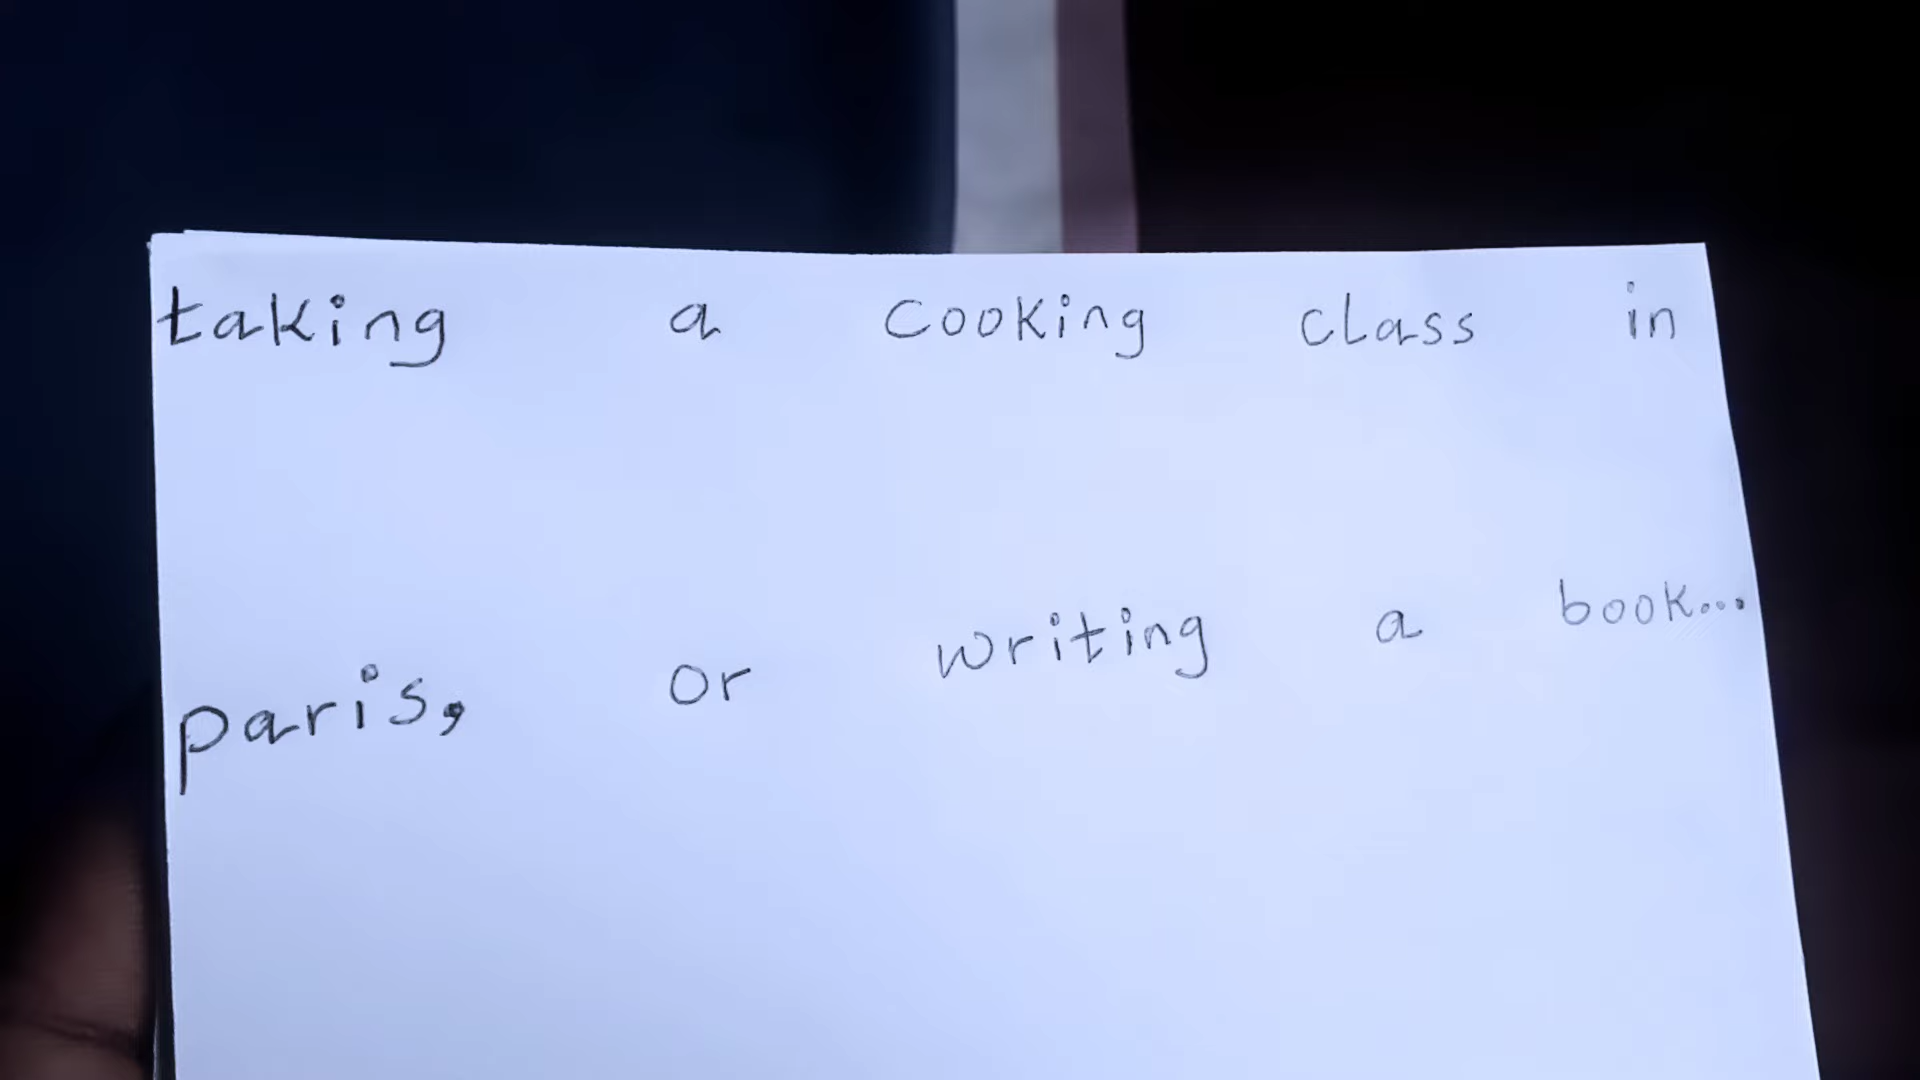 taking a cooking class in
paris, or writing a book...